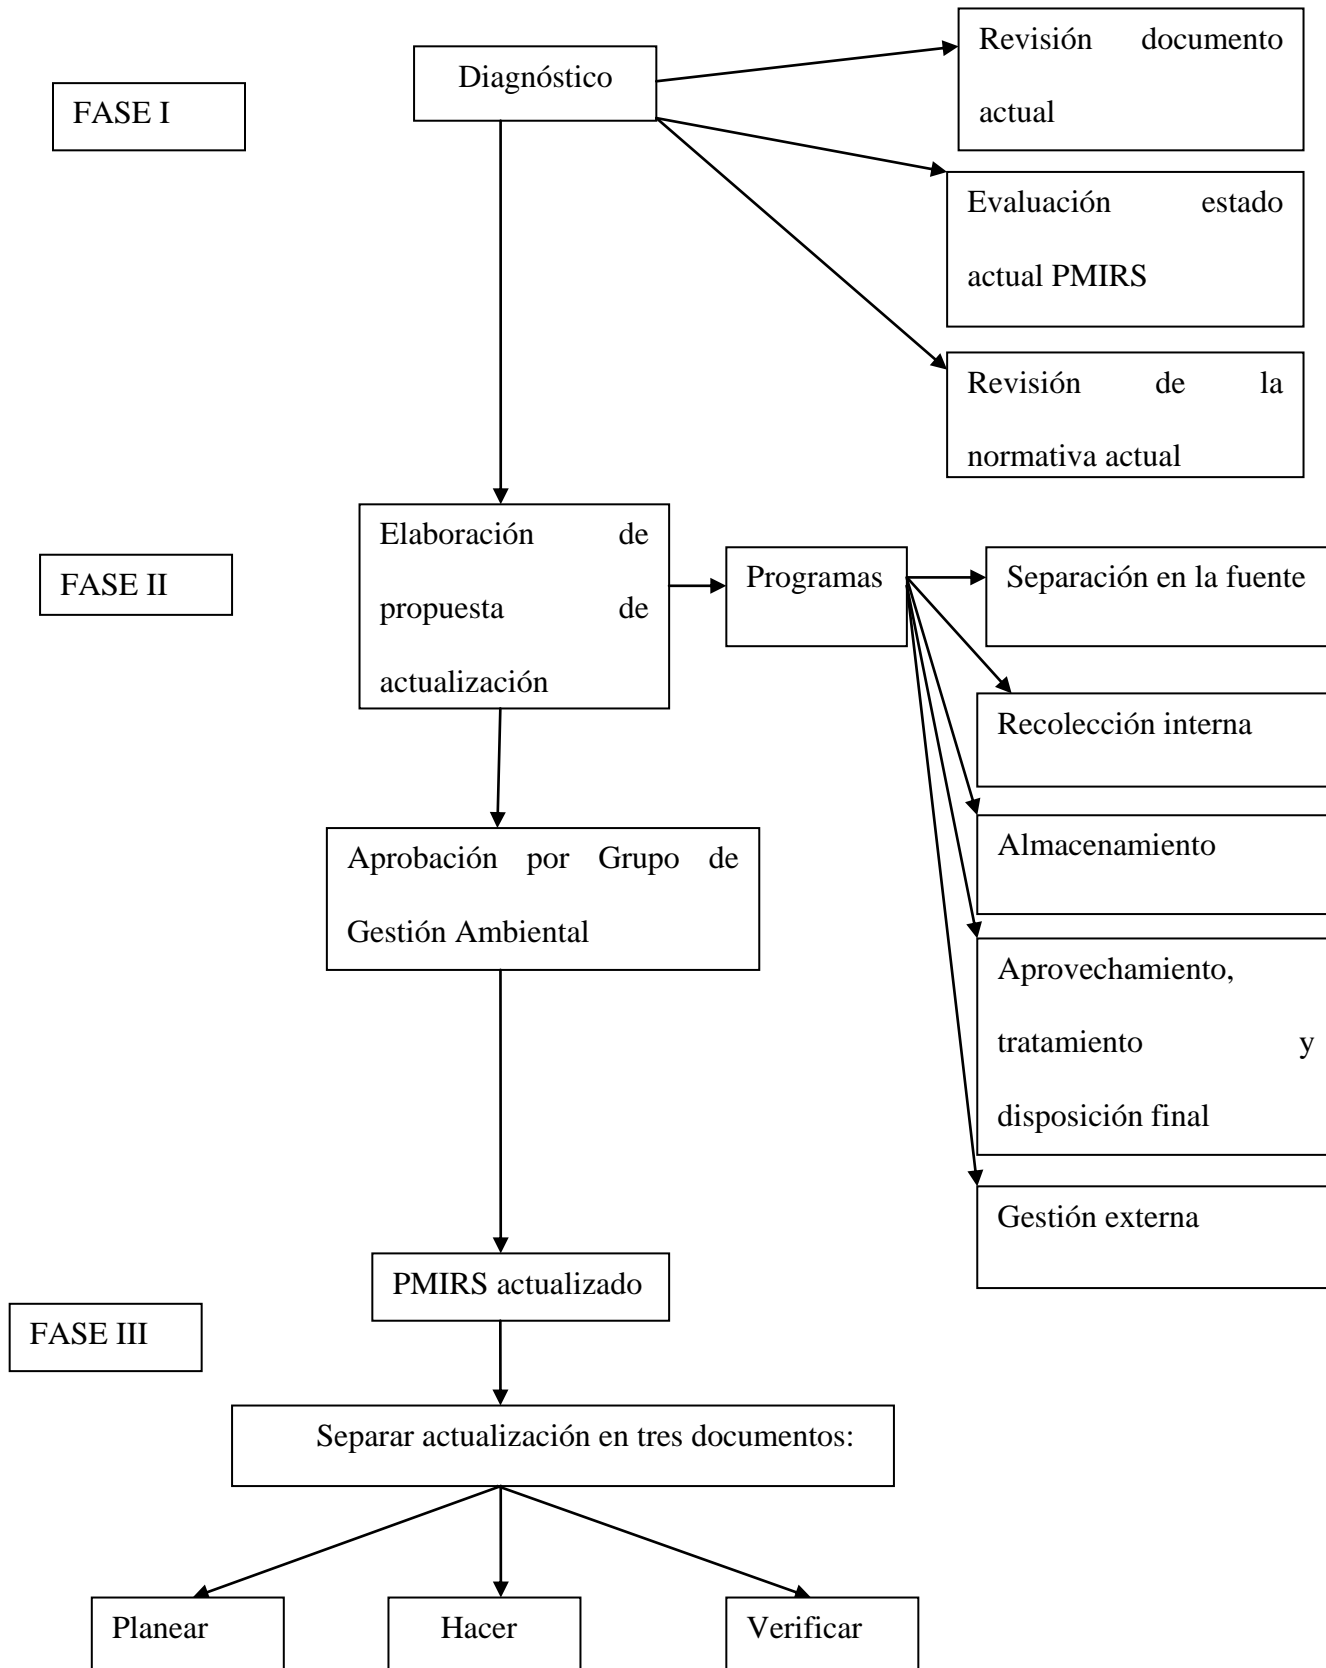 Diagnóstico
Revisión documento
actual
FASE I
Evaluación estado
actual PMIRS
Revisión de la
normativa actual
FASE II
Elaboración de
propuesta de
actualización
Programas
Separación en la fuente
Recolección interna
Almacenamiento
Aprobación por Grupo de
Gestión Ambiental
Aprovechamiento,
tratamiento y
disposición final
Gestión externa
PMIRS actualizado
FASE III
Separar actualización en tres documentos:
Planear
Hacer
Verificar